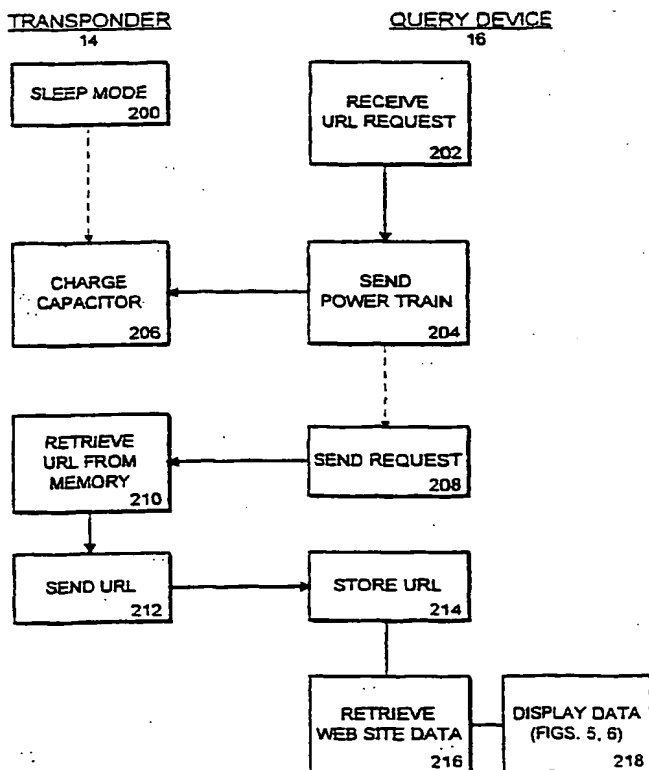 TRANSPONDER
14
QUERY DEVICE
16
SLEEP MODE
200
RECEIVE
URL REQUEST
202
CHARGE
CAPACITOR
206
SEND
POWER TRAIN
204
RETRIEVE
URL FROM
MEMORY
210
SEND REQUEST
208
SEND URL
212
STORE URL
214
RETRIEVE
WEB SITE DATA
216
DISPLAY DATA
(FIGS. 5, 6)
218